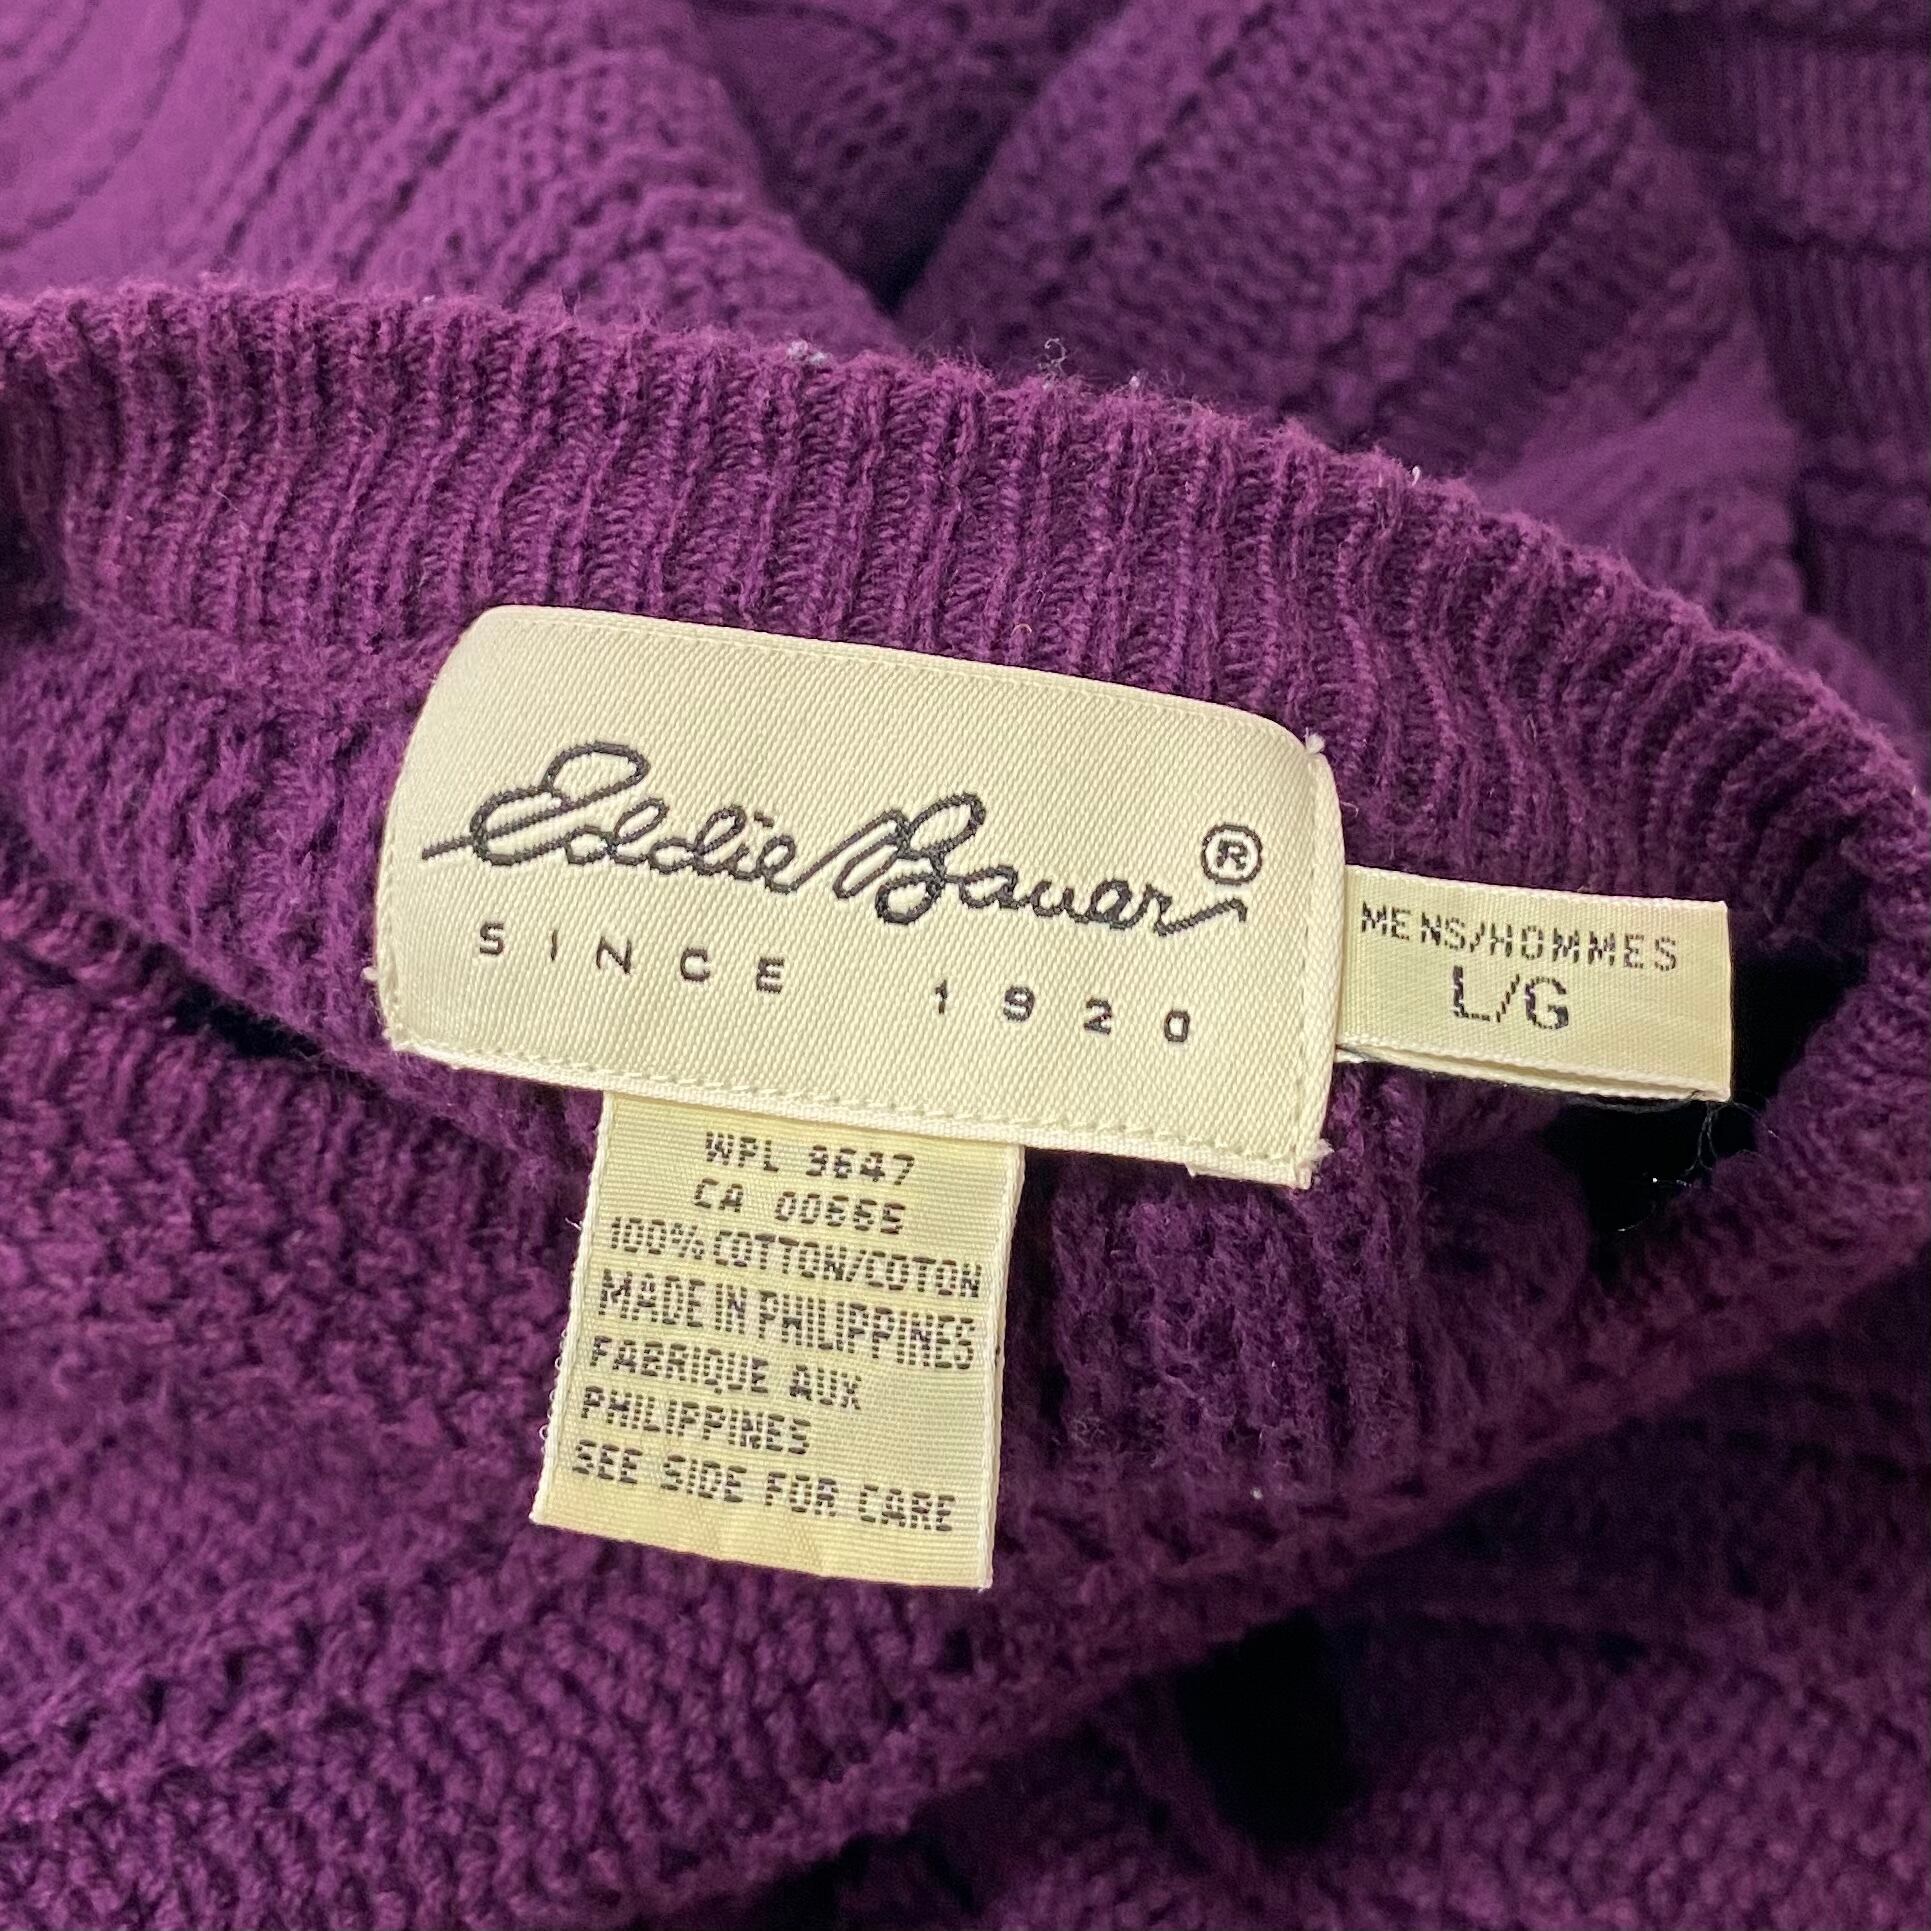 Eddie Bauer ®
SINCE 1920
MENS/HOMMES
L/G
WPL 9647
CA 00665
100% COTTON/COTON
MADE IN PHILIPPINES
FABRIQUE AUX
PHILIPPINES
SEE SIDE FOR CARE